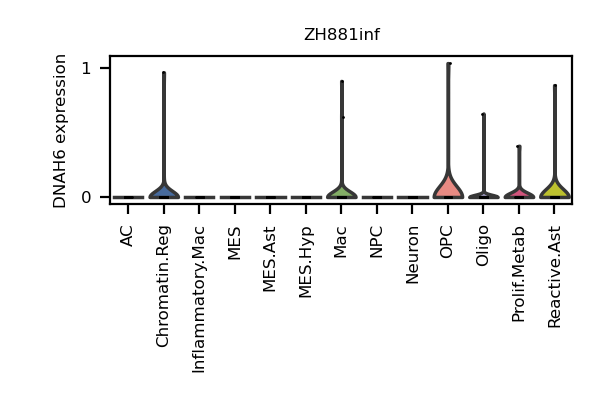 ZH881inf
DNAH6 expression
1
0
AC
Chromatin.Reg
Inflammatory.Mac
MES
MES.Ast
MES.Hyp
Mac
NPC
Neuron
OPC
Oligo
Prolif.Metab
Reactive.Ast